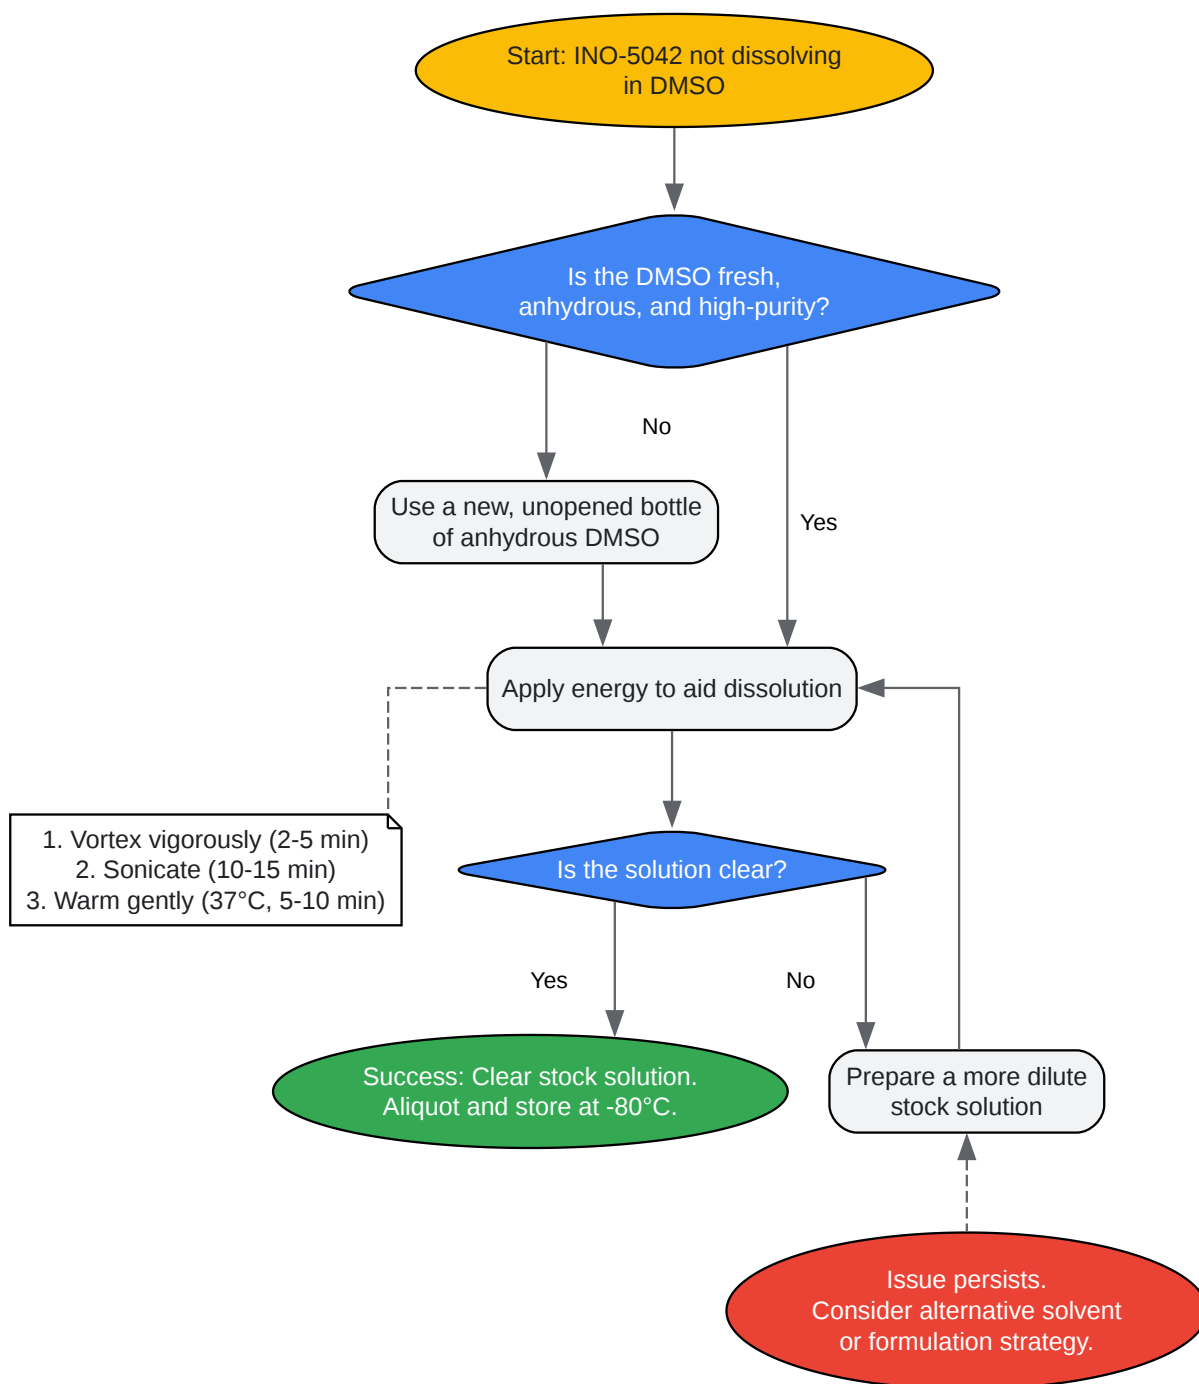 Start: INO-5042 not dissolving
in DMSO
Is the DMSO fresh,
anhydrous, and high-purity?
No
Use a new, unopened bottle
of anhydrous DMSO
Yes
Apply energy to aid dissolution
1. Vortex vigorously (2-5 min)
2. Sonicate (10-15 min)
3. Warm gently (37°C, 5-10 min)
Is the solution clear?
Yes
No
Success: Clear stock solution.
Aliquot and store at -80°C.
Prepare a more dilute
stock solution
Issue persists.
Consider alternative solvent
or formulation strategy.